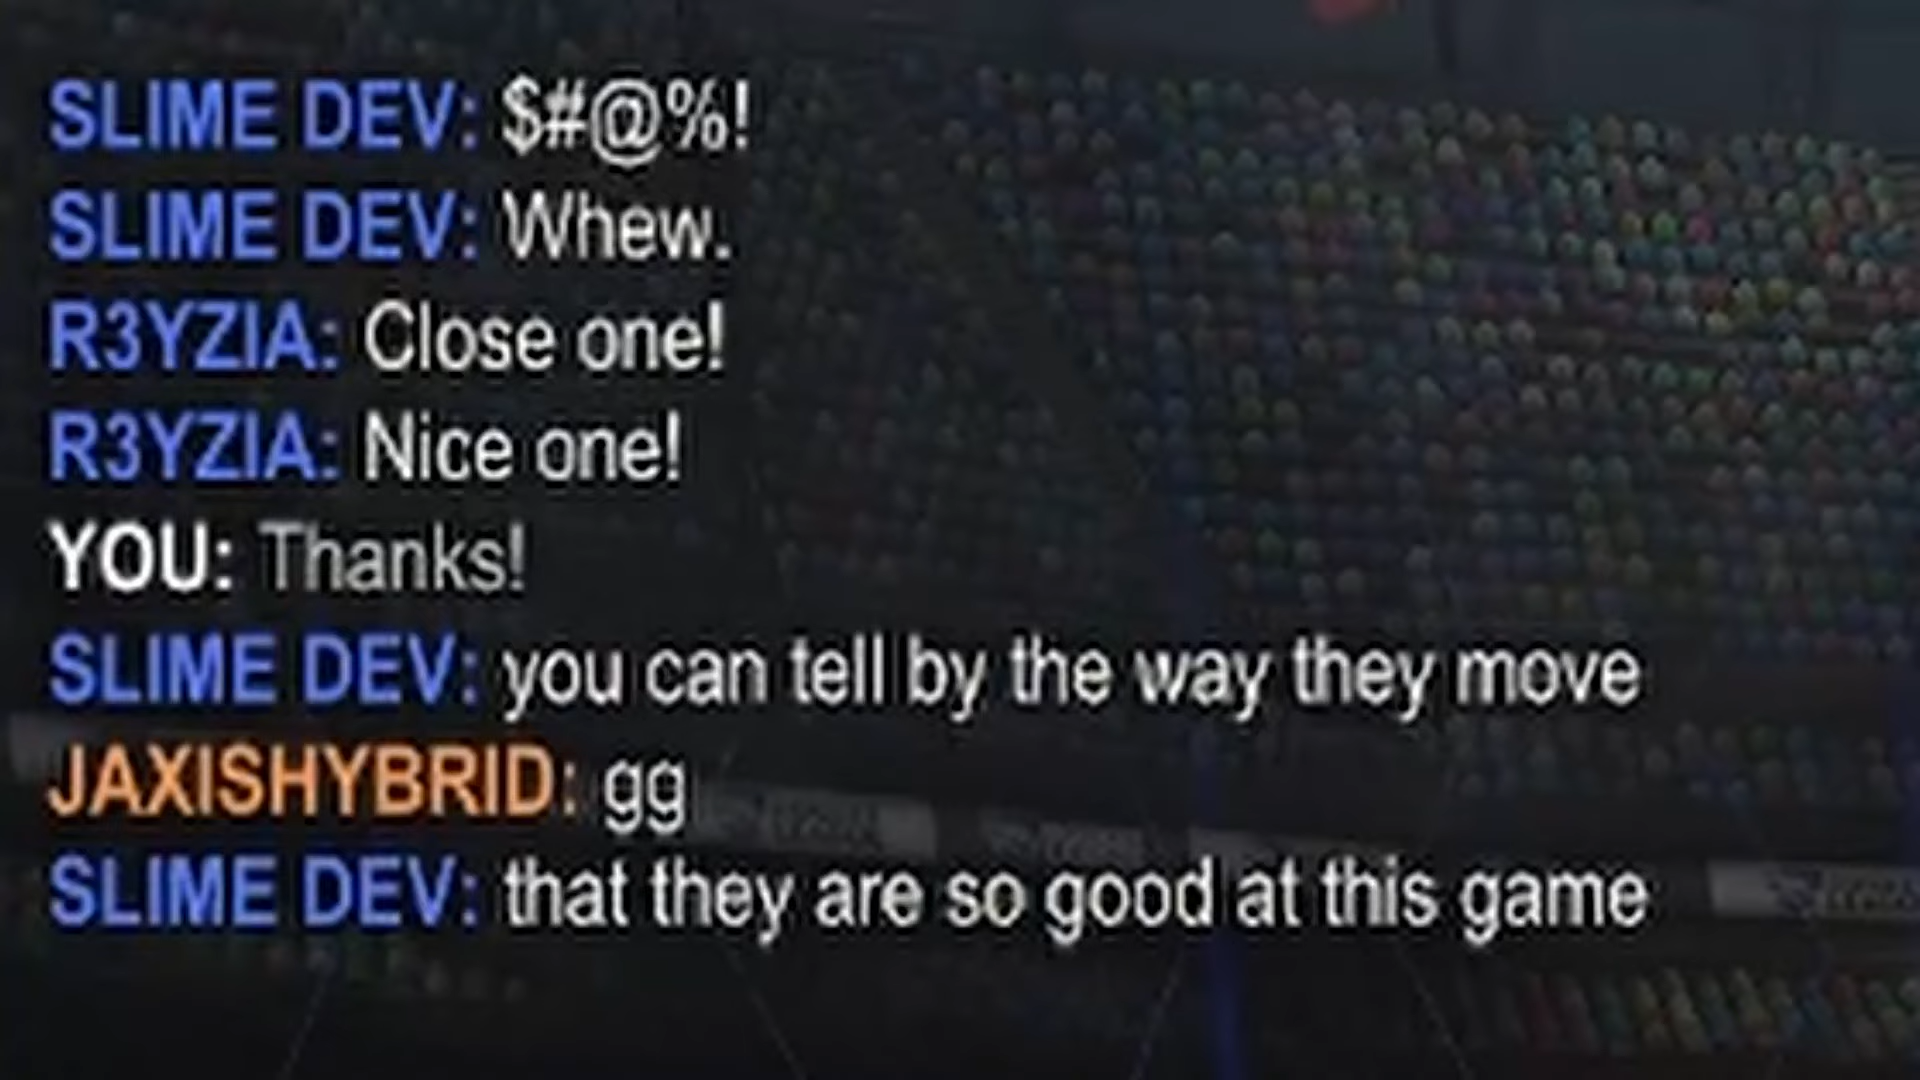 SLIME DEV: $#@%!
SLIME DEV: Whew.
R3YZIA: Close one!
R3YZIA: Nice one!
YOU: Thanks!
SLIME DEV: you can tell by the way they move
JAXISHYBRID: gg
SLIME DEV: that they are so good at this game